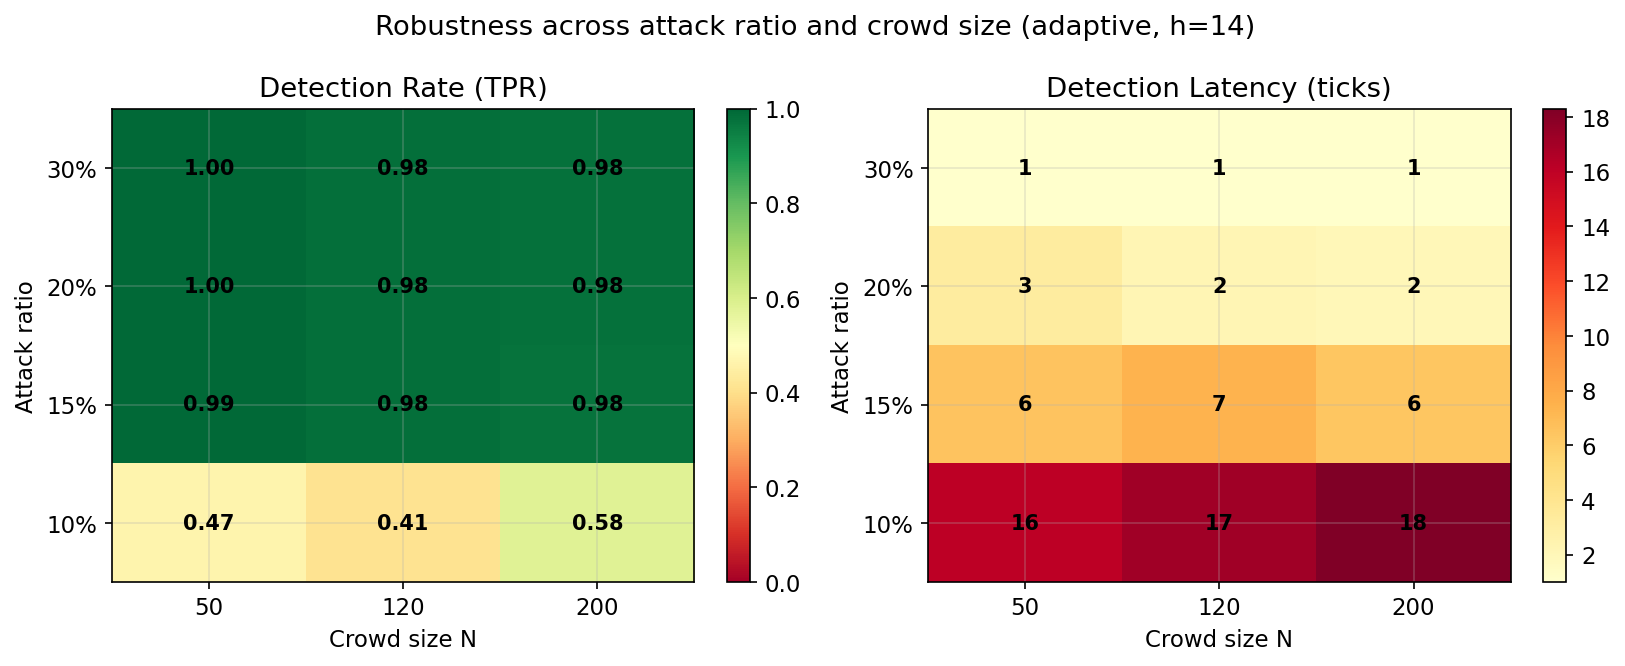 Robustness across attack ratio and crowd size (adaptive, h=14)
Detection Rate (TPR)
Attack ratio
30%
1.00 0.98 0.98
20%
1.00 0.98 0.98
15%
0.99 0.98 0.98
10%
0.47 0.41 0.58
50 120 200
Crowd size N
1.0
0.8
0.6
0.4
0.2
0.0
Detection Latency (ticks)
Attack ratio
30%
1 1 1
20%
3 2 2
15%
6 7 6
10%
16 17 18
50 120 200
Crowd size N
18
16
14
12
10
8
6
4
2